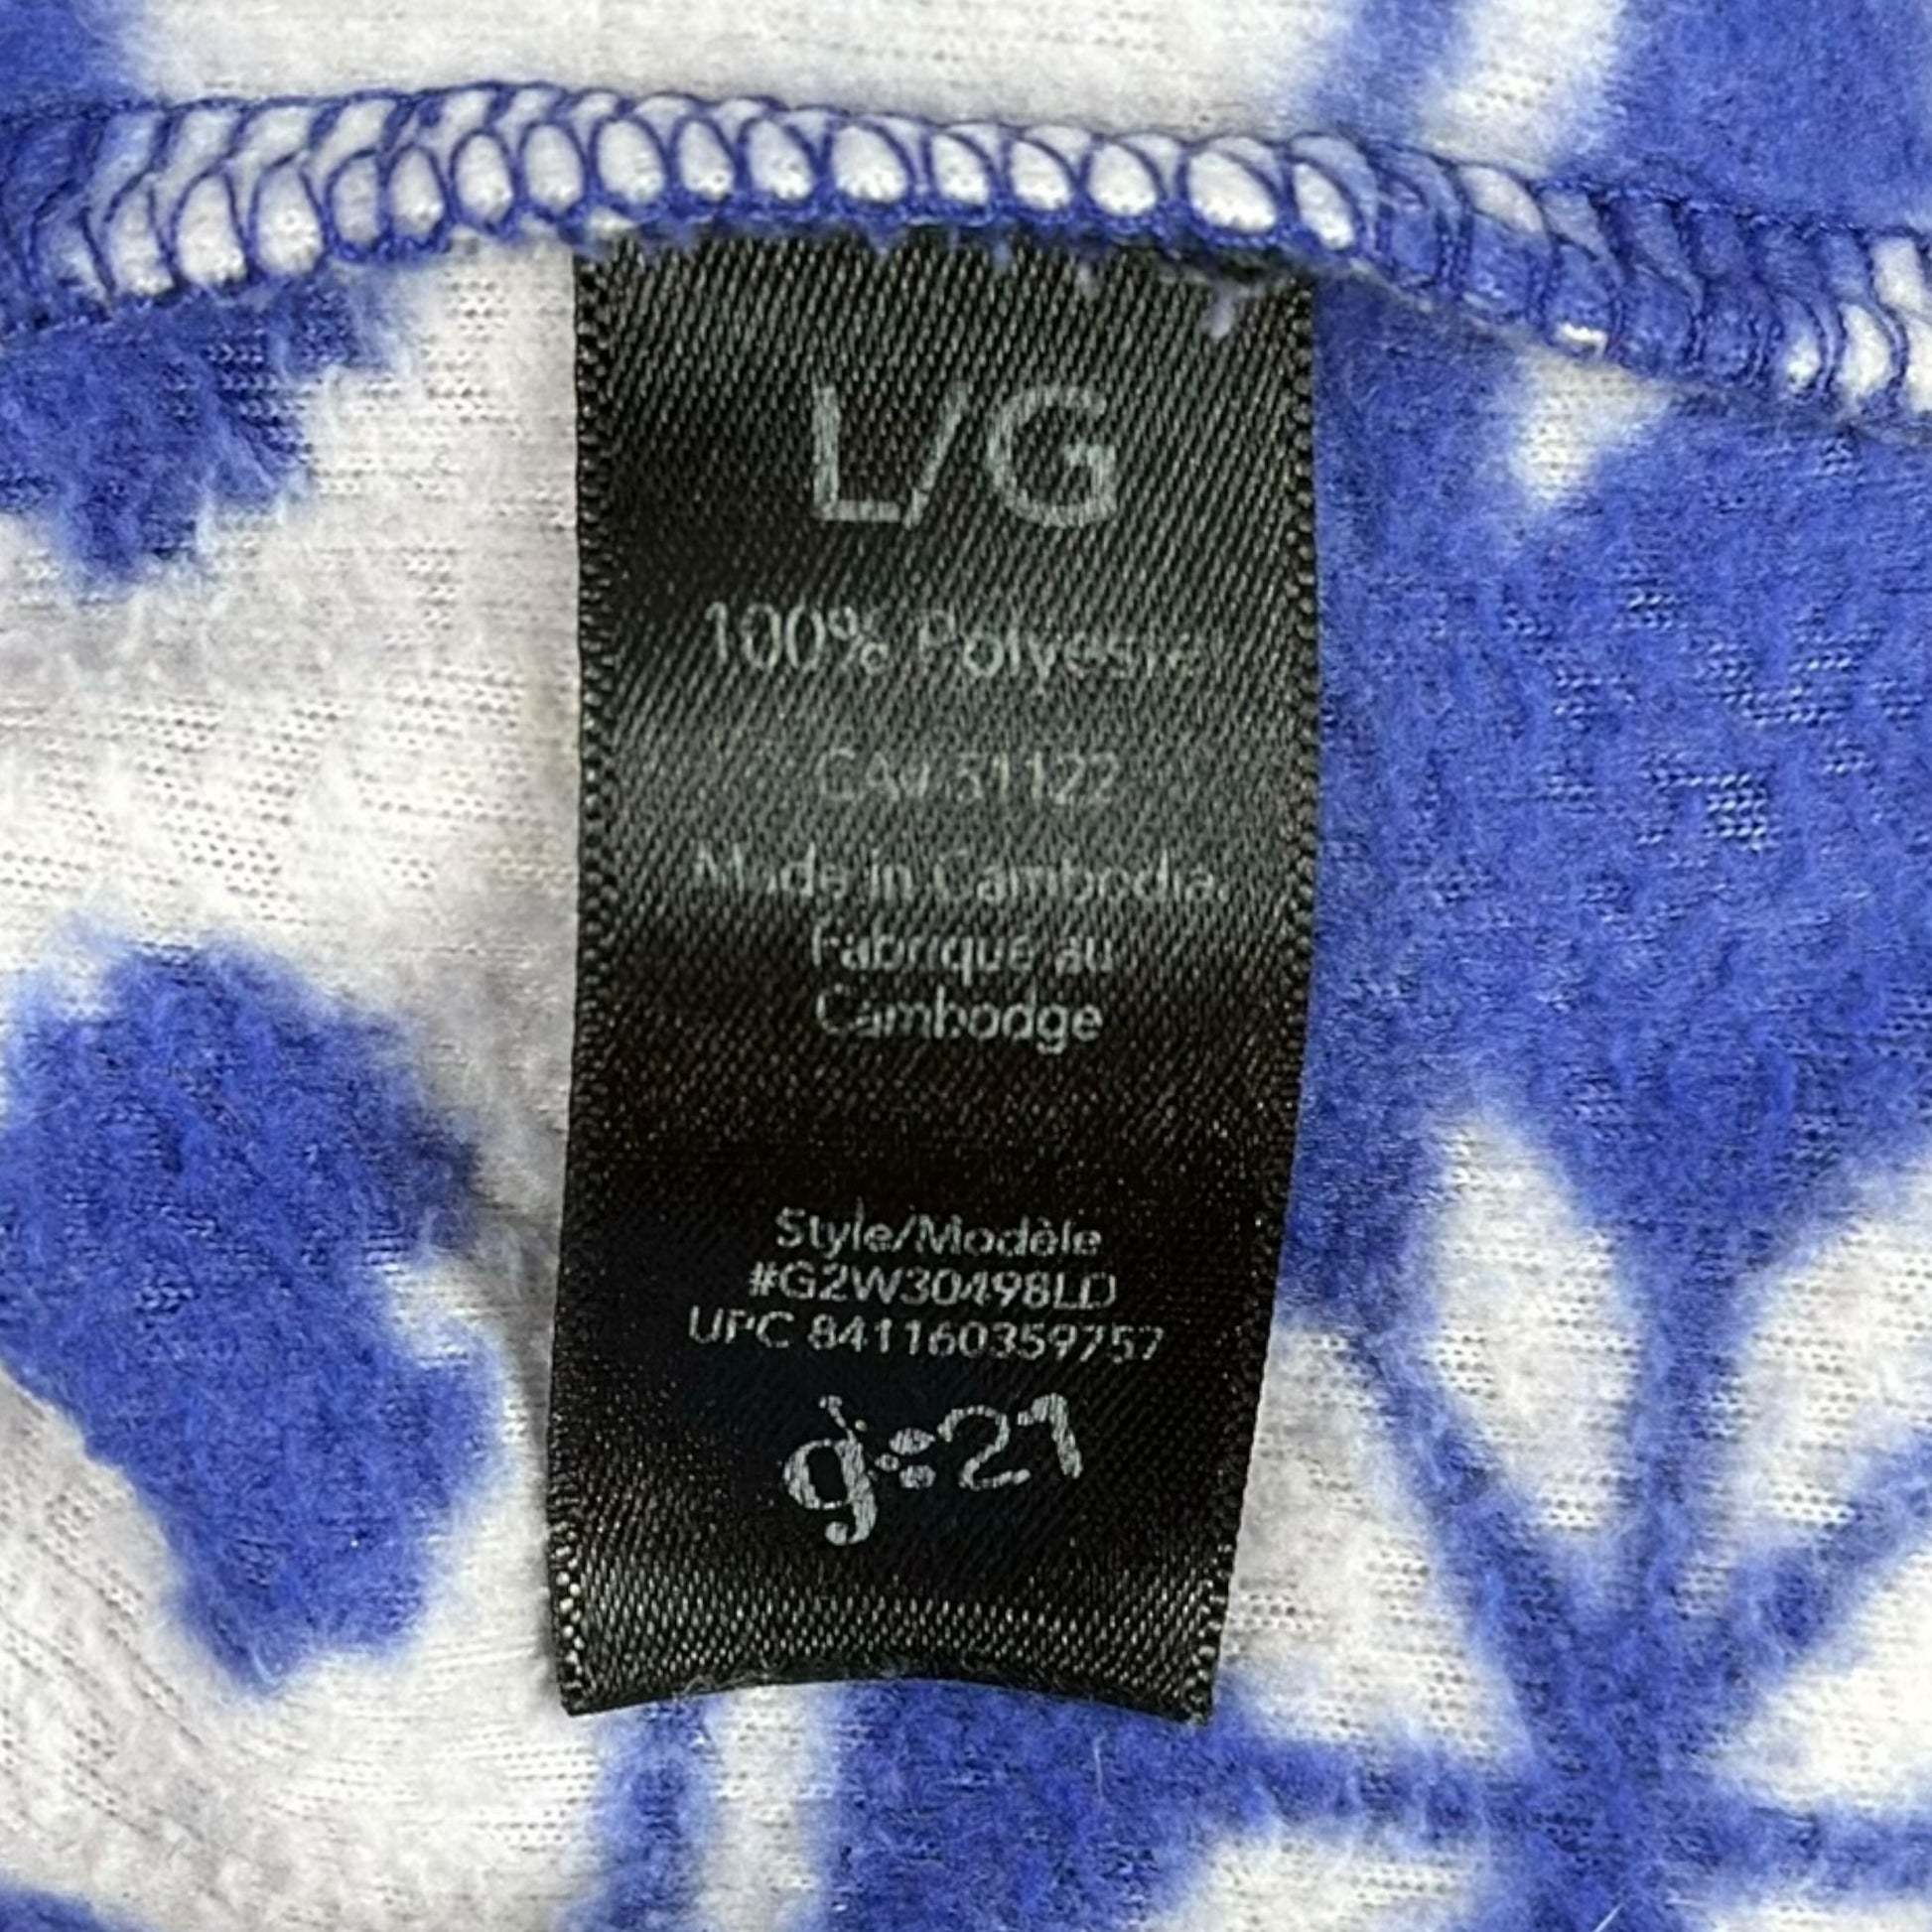 L/G
100% Polyester
CA# 31122
Made in Cambodia
Fabriqué au
Cambodge
Style/Modèle
#G2W30498LD
UPC 841160359757
g:21